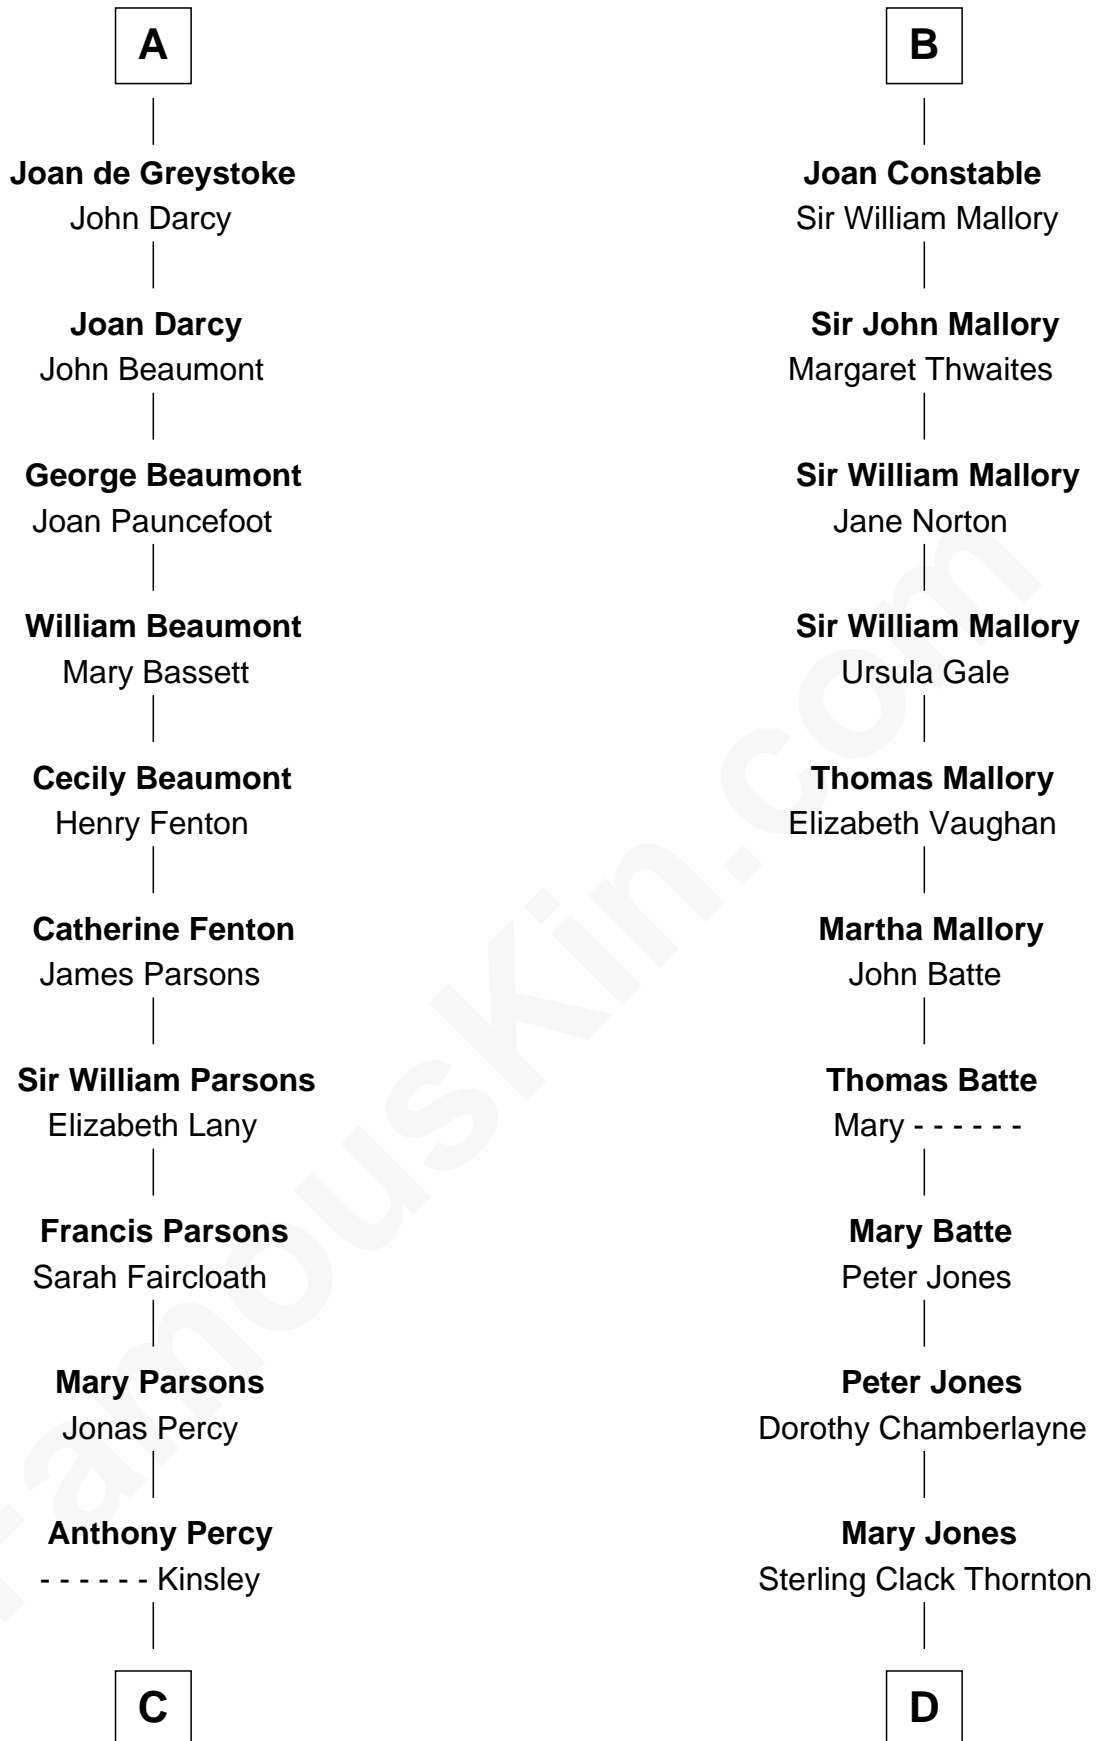 A
Joan de Greystoke
John Darcy
Joan Darcy
John Beaumont
George Beaumont
Joan Pauncefoot
William Beaumont
Mary Bassett
Cecily Beaumont
Henry Fenton
Catherine Fenton
James Parsons
Sir William Parsons
Elizabeth Lany
Francis Parsons
Sarah Faircloath
Mary Parsons
Jonas Percy
Anthony Percy
- - - - - - Kinsley
C
B
Joan Constable
Sir William Mallory
Sir John Mallory
Margaret Thwaites
Sir William Mallory
Jane Norton
Sir William Mallory
Ursula Gale
Thomas Mallory
Elizabeth Vaughan
Martha Mallory
John Batte
Thomas Batte
Mary - - - - - -
Mary Batte
Peter Jones
Peter Jones
Dorothy Chamberlayne
Mary Jones
Sterling Clack Thornton
D
FamousKin.com